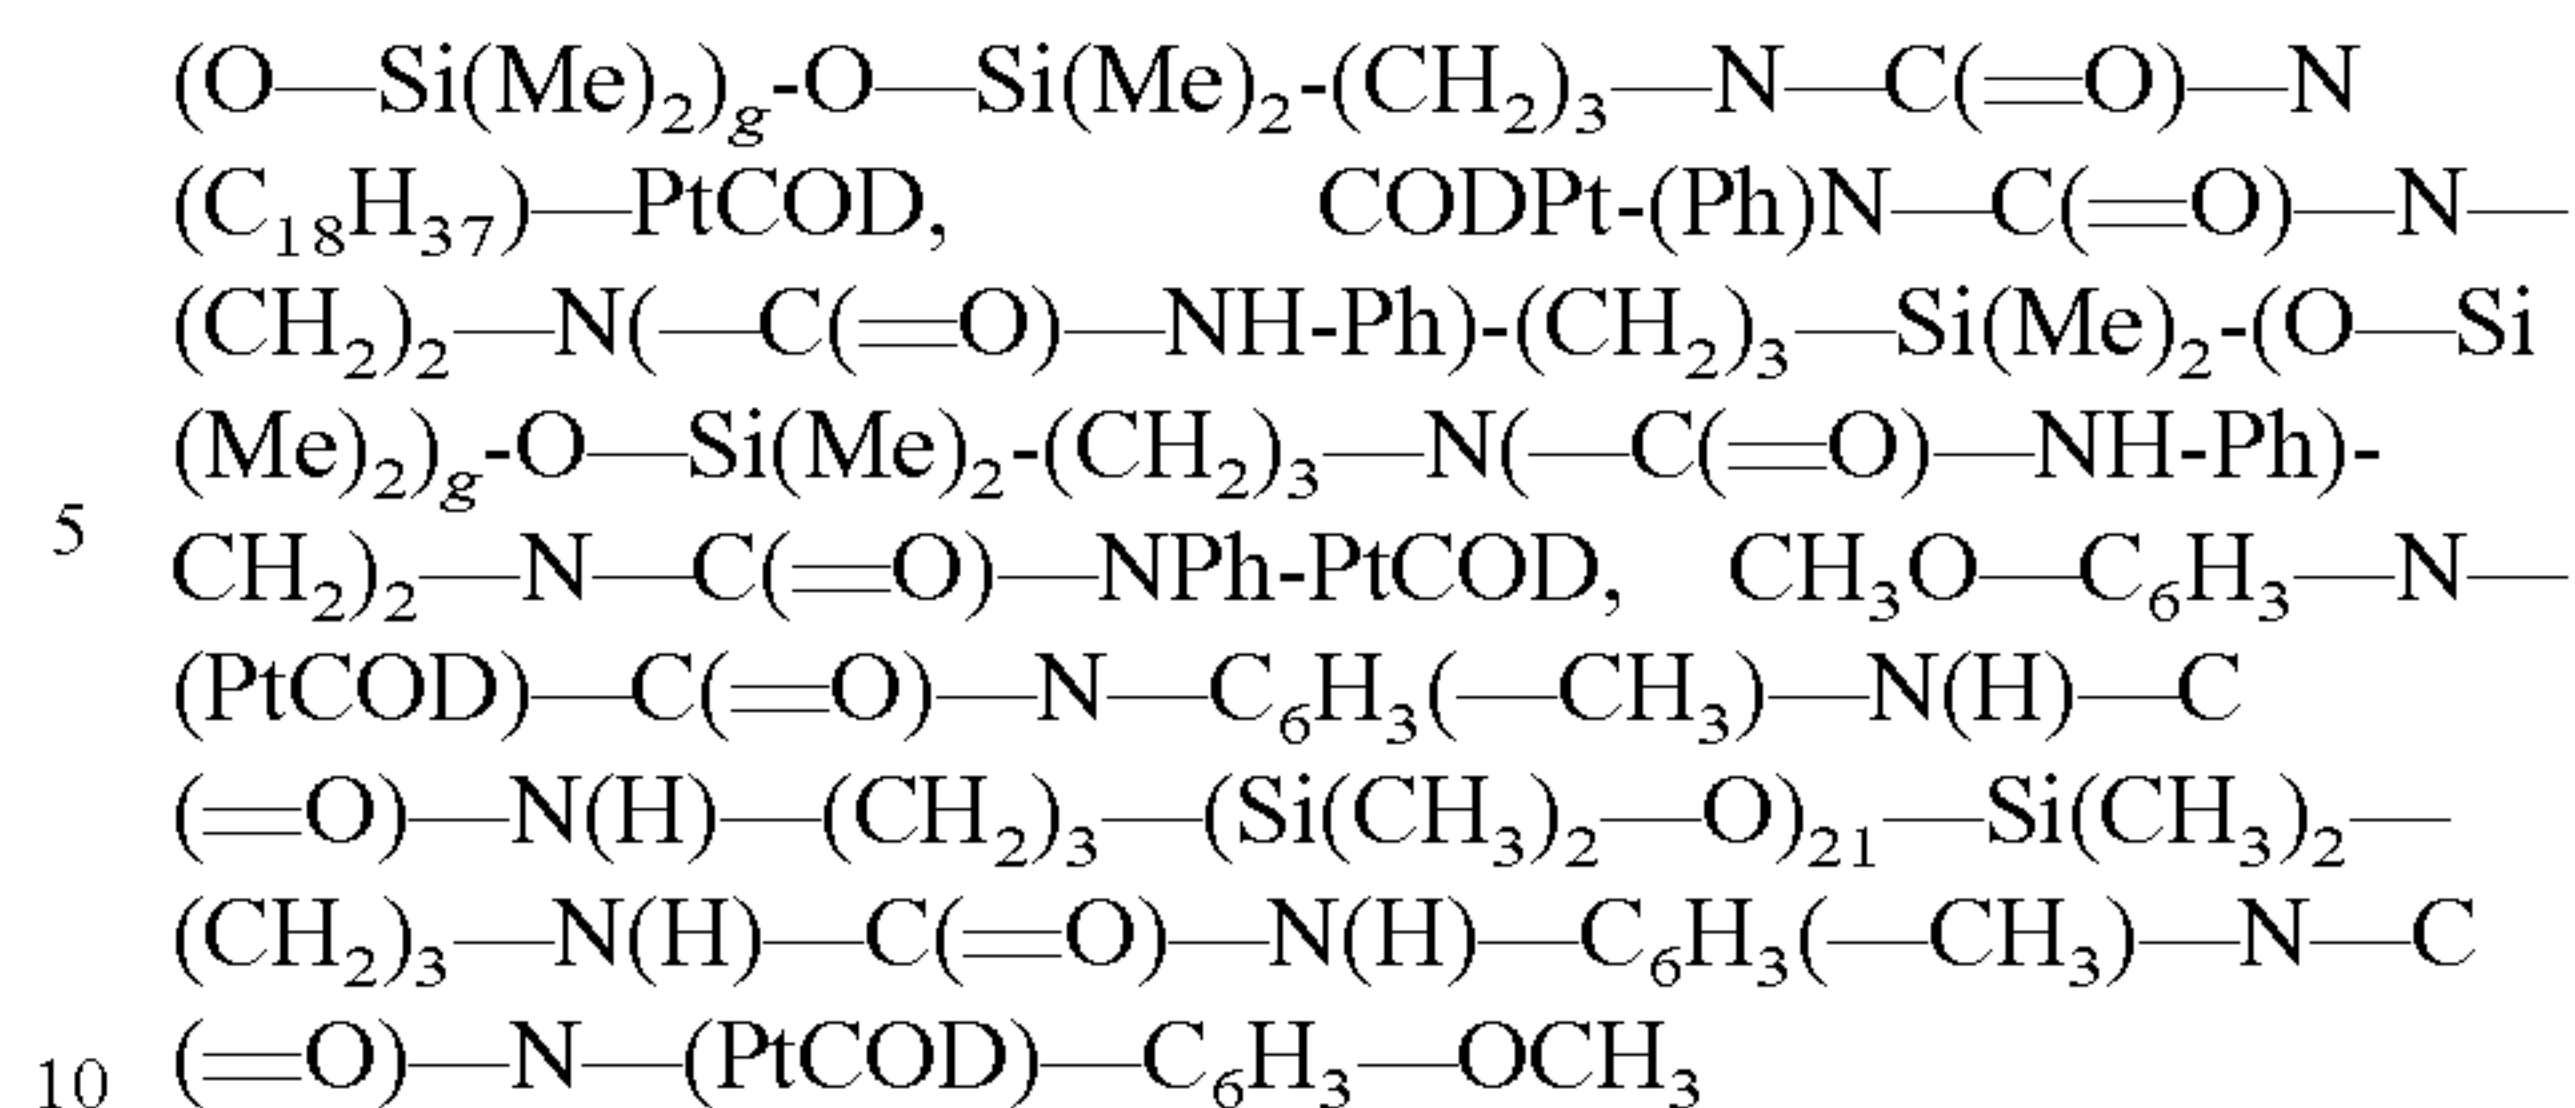 (O—Si(Me)₂)g-O—Si(Me)₂-(CH₂)₃—N—C(=O)—N
(C₁₈H₃₇)—PtCOD, CODPt-(Ph)N—C(=O)—N—
(CH₂)₂—N(—C(=O)—NH-Ph)-(CH₂)₃—Si(Me)₂-(O—Si
(Me)₂)g-O—Si(Me)₂-(CH₂)₃—N(—C(=O)—NH-Ph)-
5
CH₂)₂—N—C(=O)—NPh-PtCOD, CH₃O—C₆H₃—N—
(PtCOD)—C(=O)—N—C₆H₃(—CH₃)—N(H)—C
(=O)—N(H)—(CH₂)₃—(Si(CH₃)₂—O)₂₁—Si(CH₃)₂—
(CH₂)₃—N(H)—C(=O)—N(H)—C₆H₃(—CH₃)—N—C
10 (=O)—N—(PtCOD)—C₆H₃—OCH₃